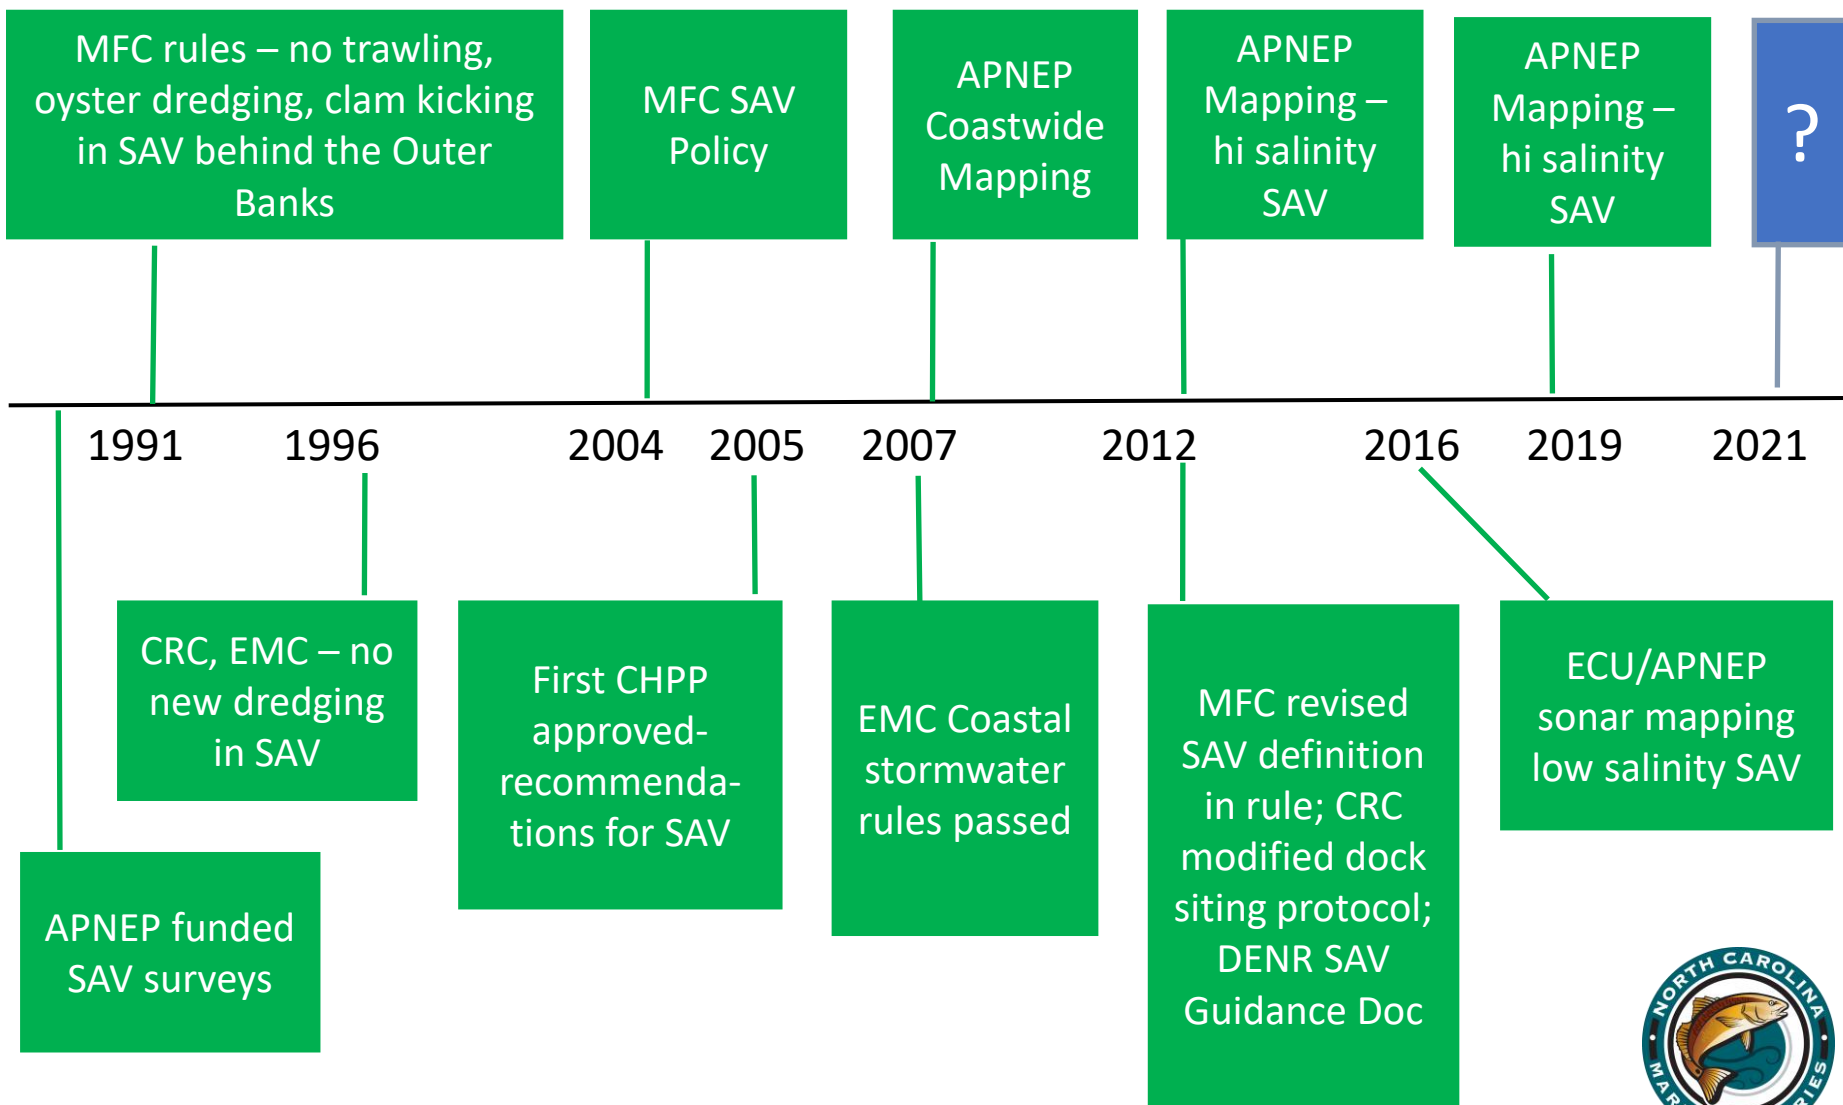 MFC rules – no trawling,
oyster dredging, clam kicking
in SAV behind the Outer
Banks
MFC SAV
Policy
APNEP
Coastwide
Mapping
APNEP
Mapping –
hi salinity
SAV
APNEP
Mapping –
hi salinity
SAV
?
1991
1996
2004
2005
2007
2012
2016
2019
2021
APNEP funded
SAV surveys
CRC, EMC – no
new dredging
in SAV
First CHPP
approved-
recommenda-
tions for SAV
EMC Coastal
stormwater
rules passed
MFC revised
SAV definition
in rule; CRC
modified dock
siting protocol;
DENR SAV
Guidance Doc
ECU/APNEP
sonar mapping
low salinity SAV
NORTH CAROLINA